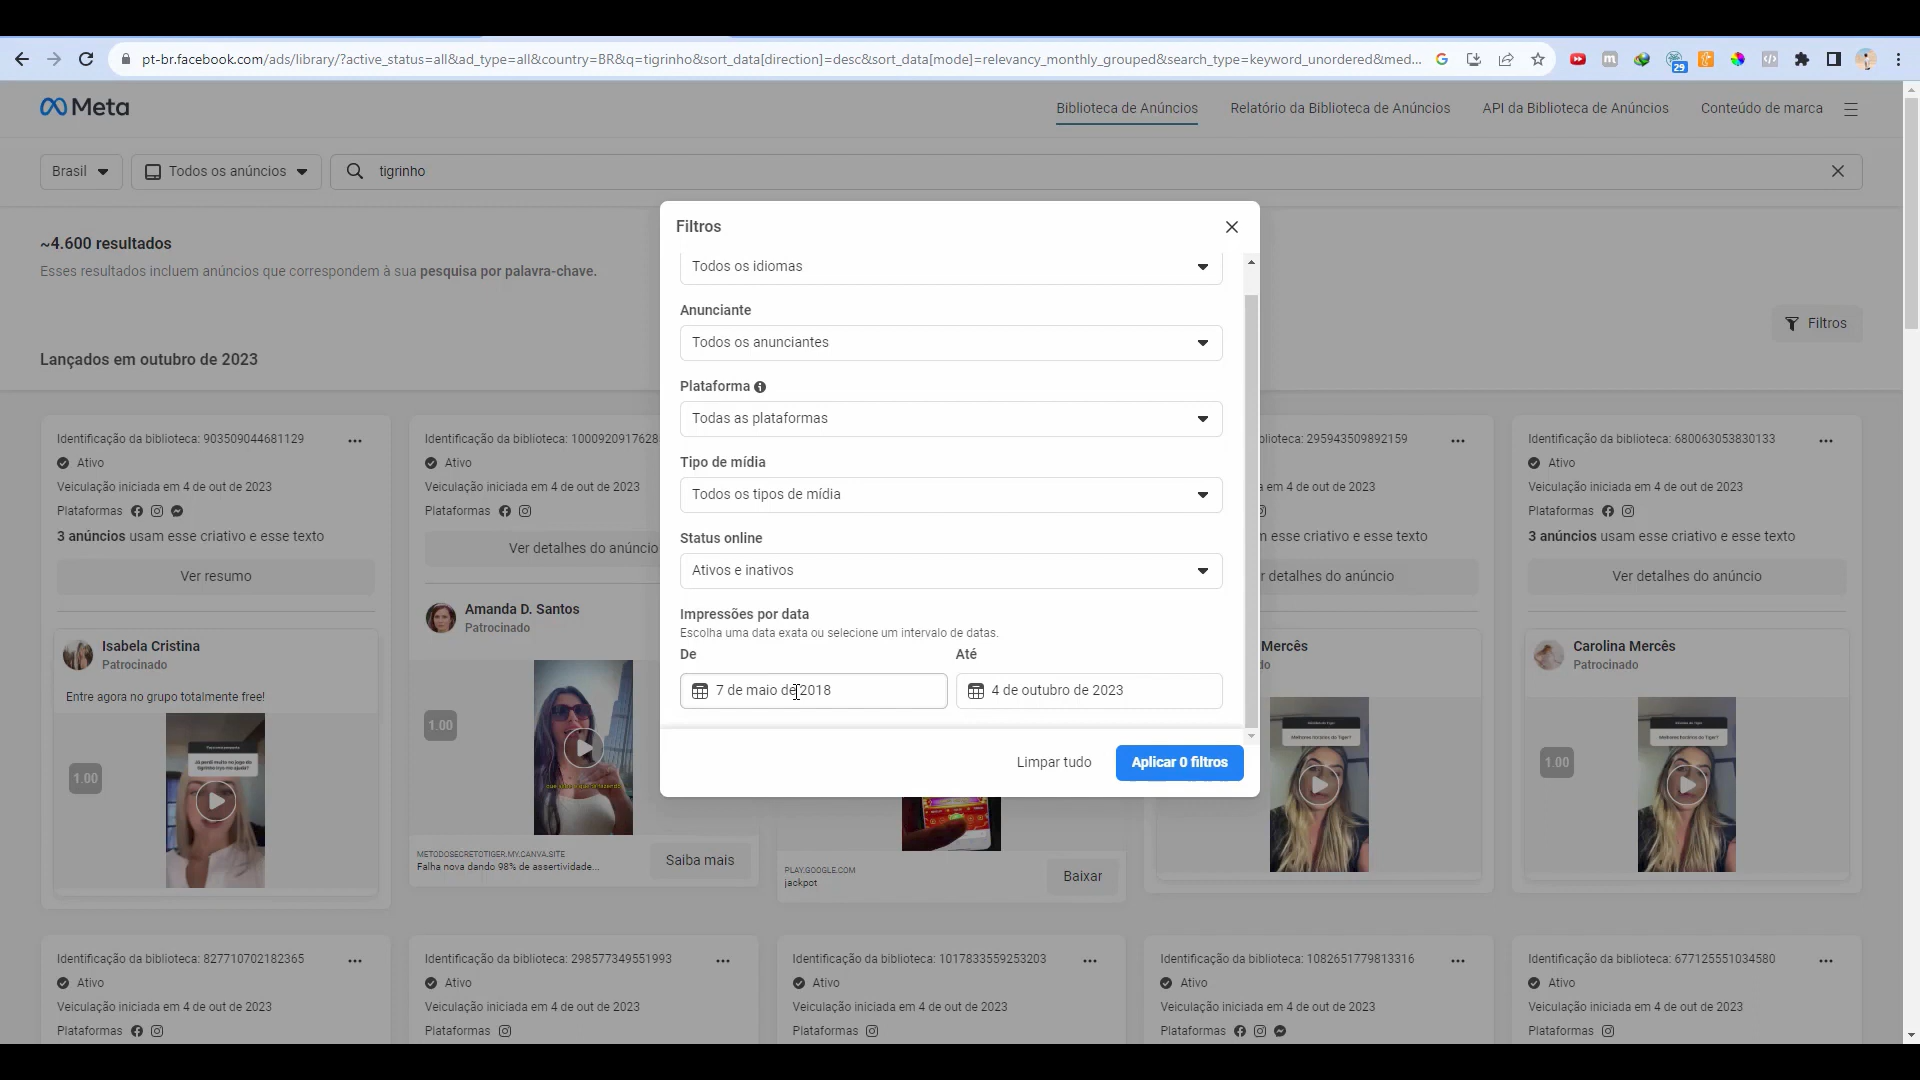 pt-br.facebook.com/ads/library/?active_status=all&ad_type=all&country=BR&q=tigrinho&sort_data[direction]=desc&sort_data[mode]=relevancy_monthly_grouped&search_type=keyword_unordered&med...
29
Meta
Biblioteca de Anúncios
Relatório da Biblioteca de Anúncios
API da Biblioteca de Anúncios
Conteúdo de marca
Brasil
Todos os anúncios
tigrinho
~4.600 resultados
Esses resultados incluem anúncios que correspondem à sua pesquisa por palavra-chave.
Filtros
Lançados em outubro de 2023
Filtros
Todos os idiomas
Anunciante
Todos os anunciantes
Plataforma
Todas as plataformas
Tipo de mídia
Todos os tipos de mídia
Status online
Ativos e inativos
Impressões por data
Escolha uma data exata ou selecione um intervalo de datas.
De
Até
7 de maio de 2018
4 de outubro de 2023
Limpar tudo
Aplicar 0 filtros
Identificação da biblioteca: 903509044681129
Ativo
Veiculação iniciada em 4 de out de 2023
Plataformas
3 anúncios usam esse criativo e esse texto
Ver resumo
Isabela Cristina
Patrocinado
Entre agora no grupo totalmente free!
1.00
Identificação da biblioteca: 1000920917628
Ativo
Veiculação iniciada em 4 de out de 2023
Plataformas
Ver detalhes do anúncio
Amanda D. Santos
Patrocinado
1.00
METODOSECRETOTIGER.MY.CANVA.SITE
Falha nova dando 98% de assertividade...
Saiba mais
PLAY.GOOGLE.COM
jackpot
Baixar
blioteca: 295943509892159
a em 4 de out de 2023
n esse criativo e esse texto
r detalhes do anúncio
Mercês
do
Melhores horários do Tiger?
Identificação da biblioteca: 680063053830133
Ativo
Veiculação iniciada em 4 de out de 2023
Plataformas
3 anúncios usam esse criativo e esse texto
Ver detalhes do anúncio
Carolina Mercês
Patrocinado
1.00
Melhores horários do Tiger?
Identificação da biblioteca: 827710702182365
Ativo
Veiculação iniciada em 4 de out de 2023
Plataformas
Identificação da biblioteca: 298577349551993
Ativo
Veiculação iniciada em 4 de out de 2023
Plataformas
Identificação da biblioteca: 1017833559253203
Ativo
Veiculação iniciada em 4 de out de 2023
Plataformas
Identificação da biblioteca: 1082651779813316
Ativo
Veiculação iniciada em 4 de out de 2023
Plataformas
Identificação da biblioteca: 677125551034580
Ativo
Veiculação iniciada em 4 de out de 2023
Plataformas